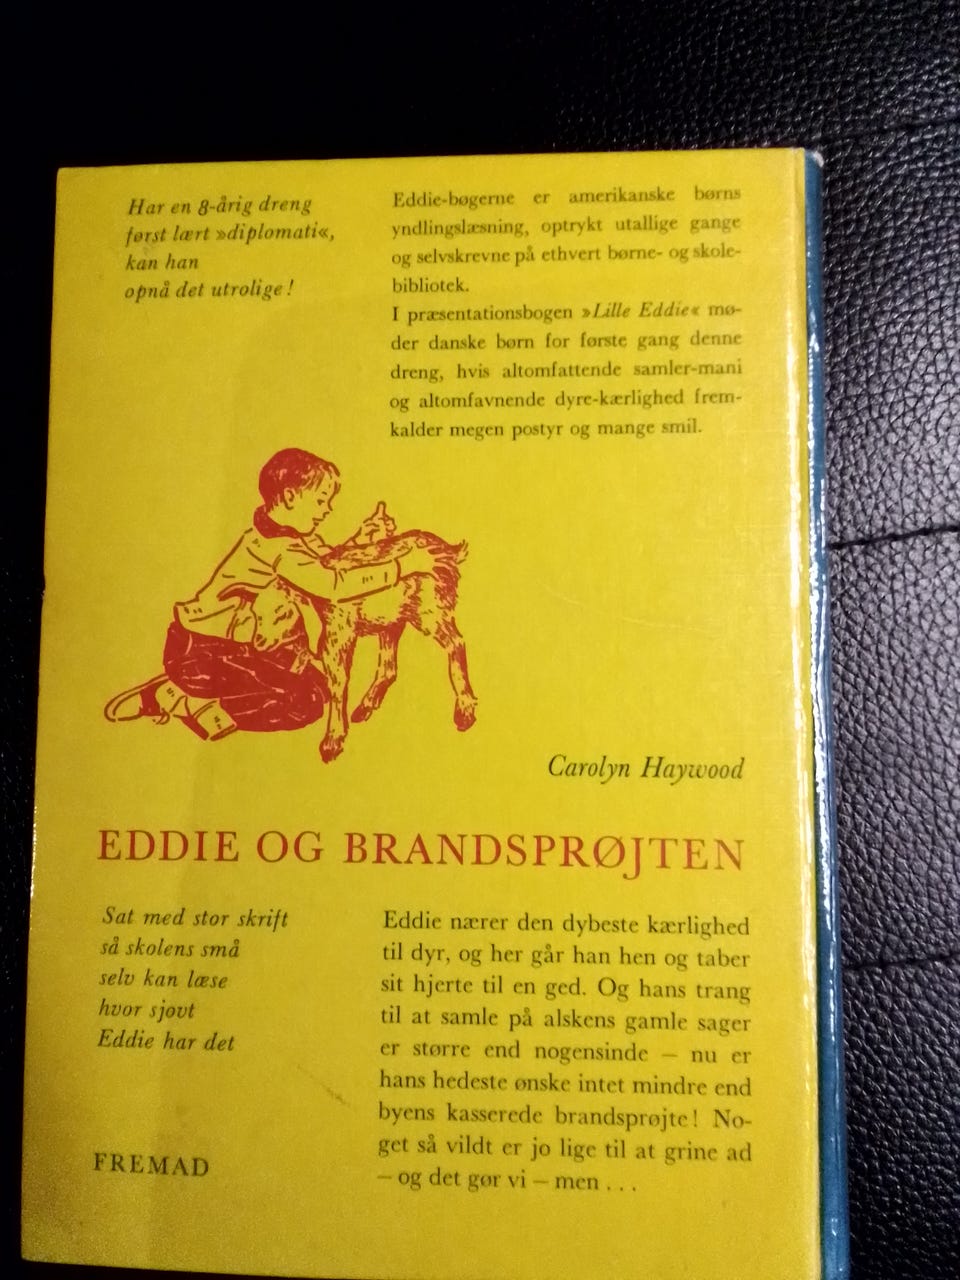 Har en 8-årig dreng
først lært »diplomati«,
kan han
opnå det utrolige!
Eddie-bøgerne er amerikanske børns
yndlingslæsning, optrykt utallige gange
og selvskrevne på ethvert børne- og skole-
bibliotek.
I præsentationsbogen »Lille Eddie« mø-
der danske børn for første gang denne
dreng, hvis altomfattende samler-mani
og altomfavnende dyre-kærlighed frem-
kalder megen postyr og mange smil.
Carolyn Haywood
EDDIE OG BRANDSPRØJTEN
Sat med stor skrift
så skolens små
selv kan læse
hvor sjovt
Eddie har det
Eddie nærer den dybeste kærlighed
til dyr, og her går han hen og taber
sit hjerte til en ged. Og hans trang
til at samle på alskens gamle sager
er større end nogensinde – nu er
hans hedeste ønske intet mindre end
byens kasserede brandsprøjte! No-
get så vildt er jo lige til at grine ad
– og det gør vi – men . . .
FREMAD